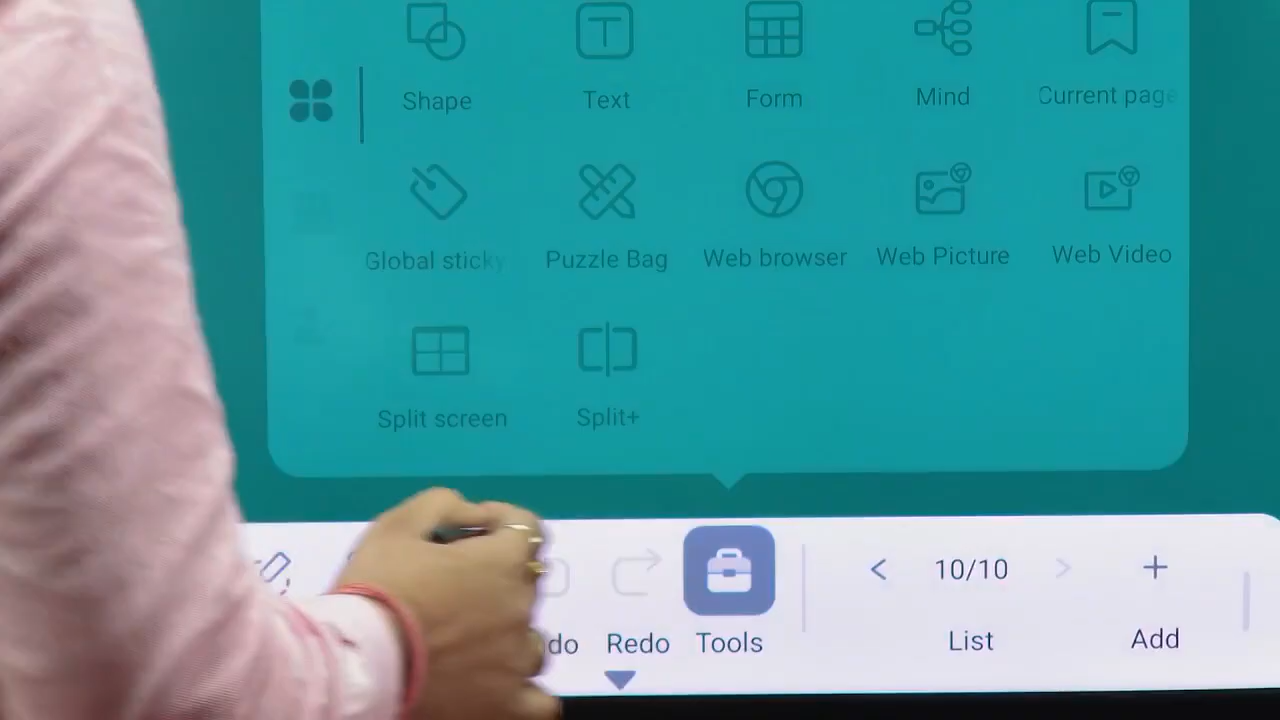 Shape Text Form Mind Current page
Global sticky Puzzle Bag Web browser Web Picture Web Video
Split screen Split+
10/10
do Redo Tools List Add